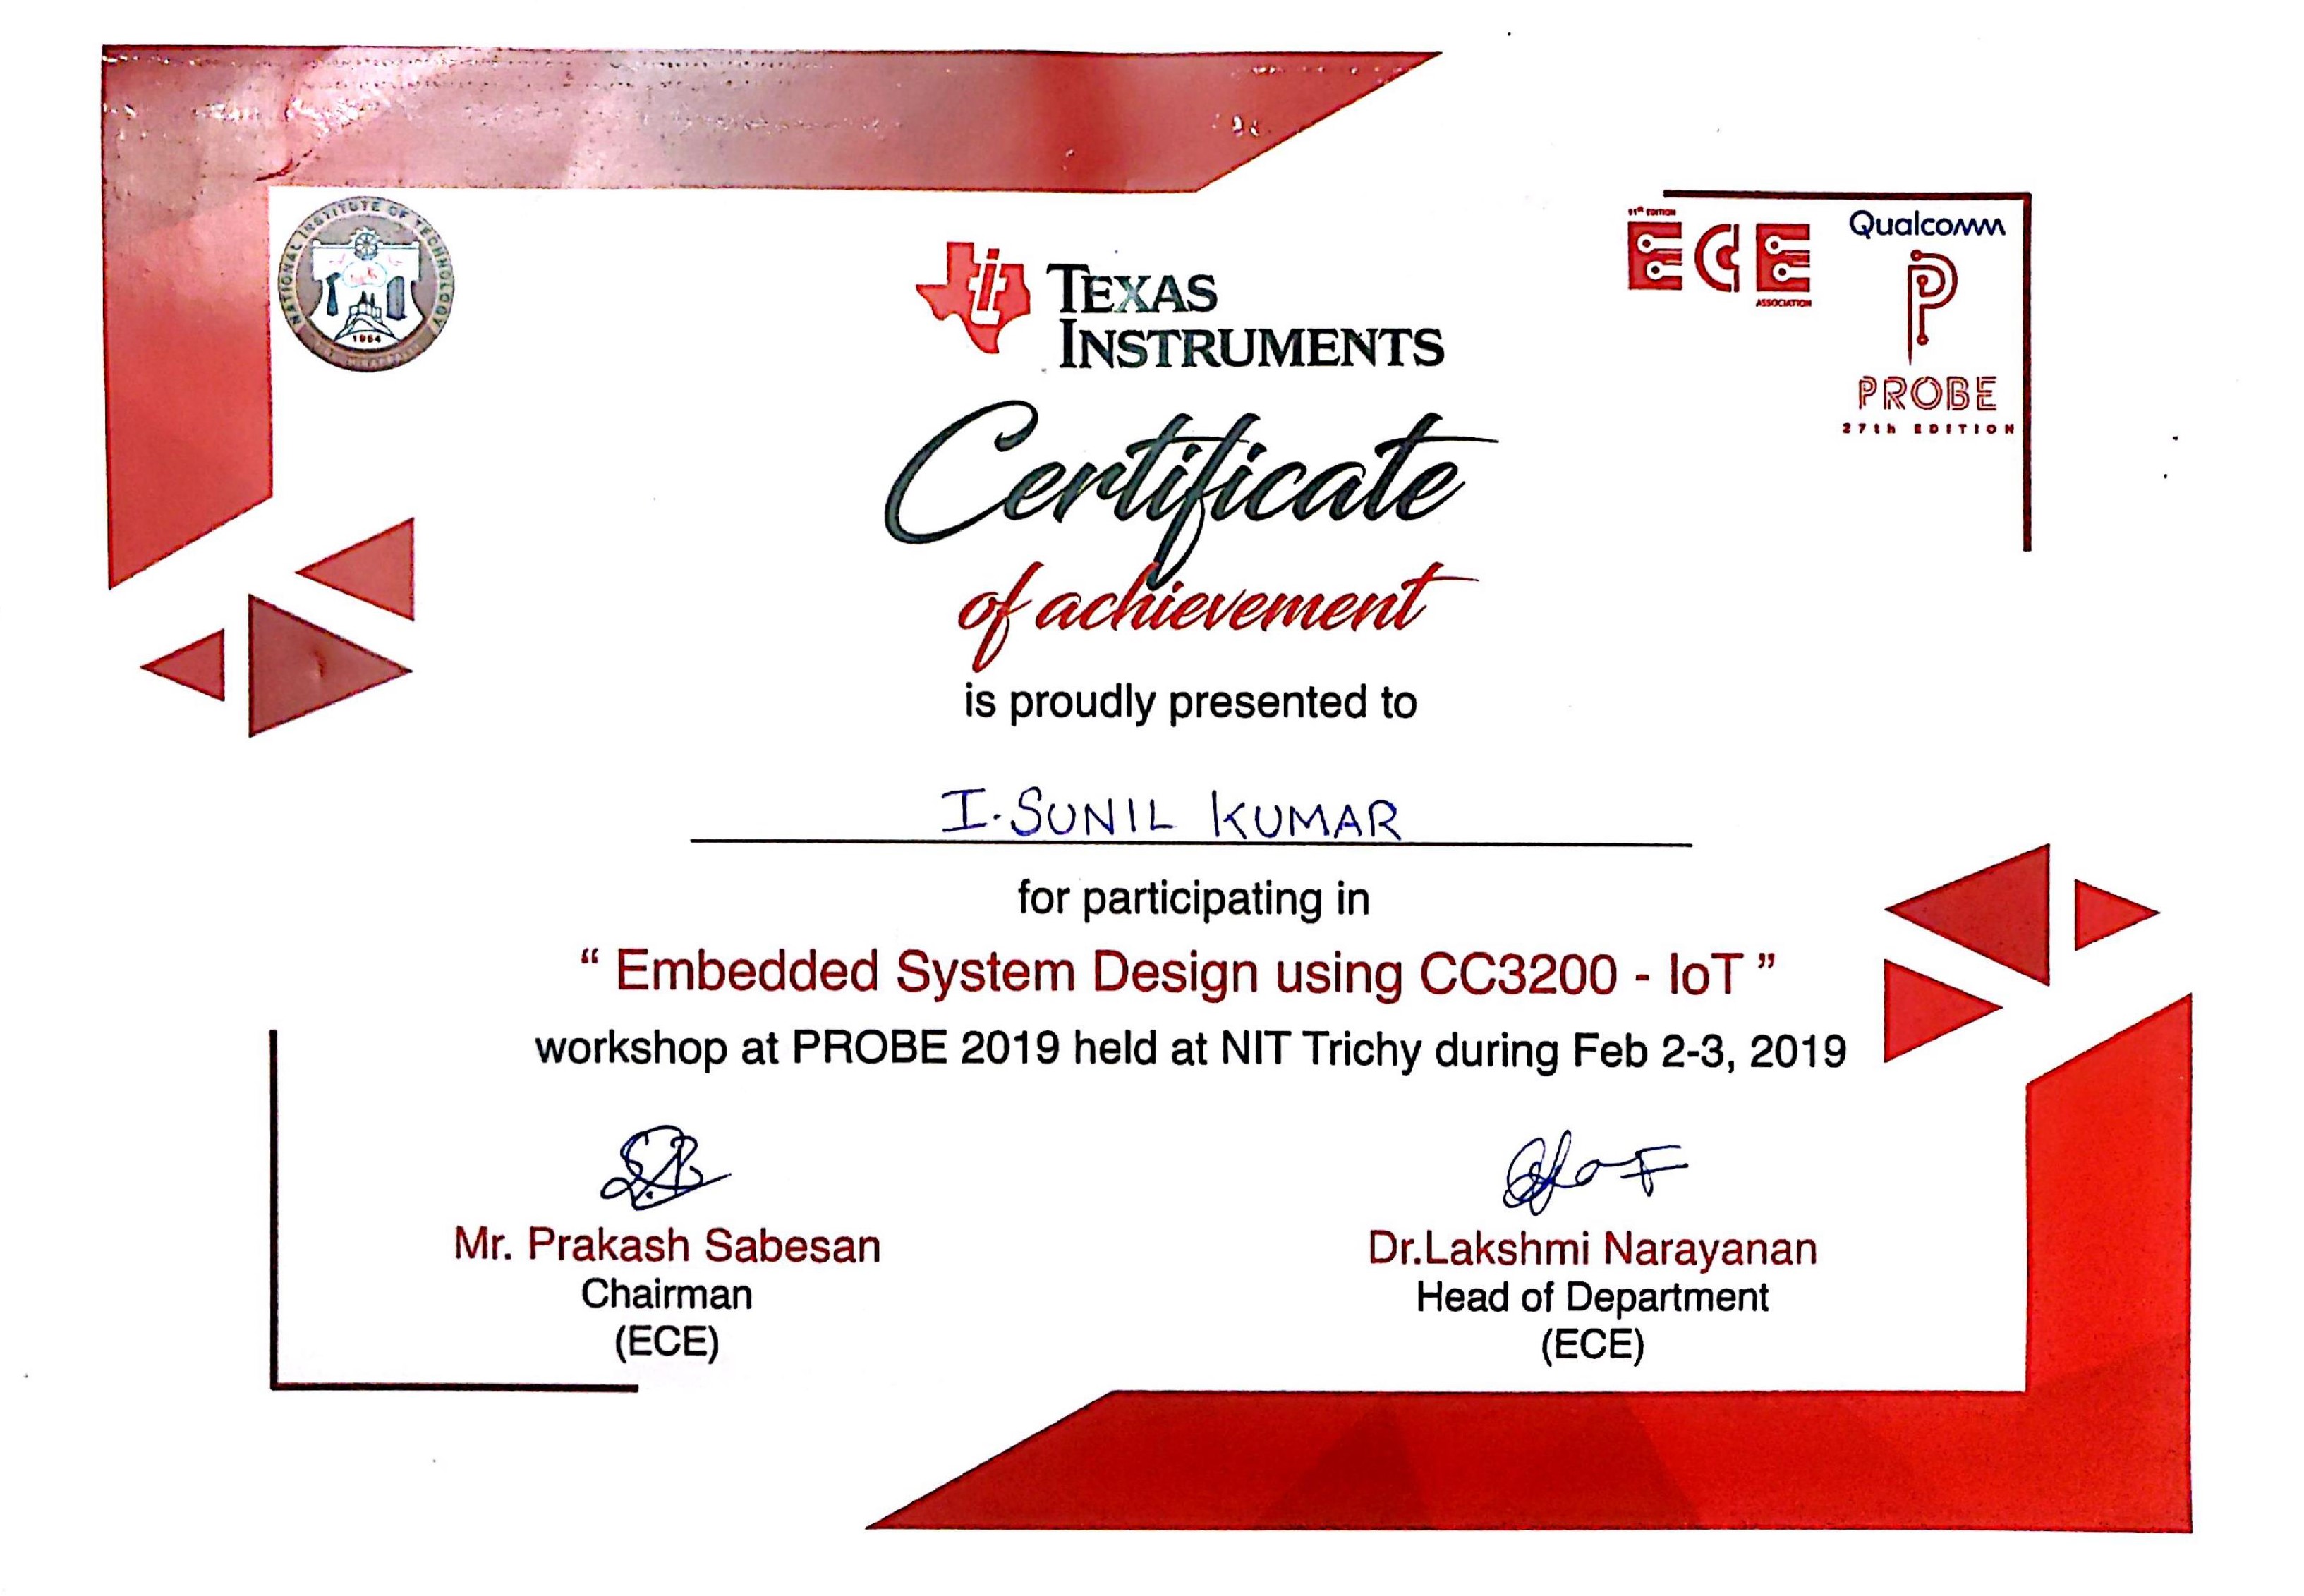 NATIONAL INSTITUTE OF TECHNOLOGY
1964
TEXAS
INSTRUMENTS
EDITION
ECE
ASSOCIATION
Qualcomm
P
PROBE
27th EDITION
Certificate
of achievement
is proudly presented to
I. SUNIL KUMAR
for participating in
“ Embedded System Design using CC3200 - IoT ”
workshop at PROBE 2019 held at NIT Trichy during Feb 2-3, 2019
Mr. Prakash Sabesan
Chairman
(ECE)
Dr.Lakshmi Narayanan
Head of Department
(ECE)